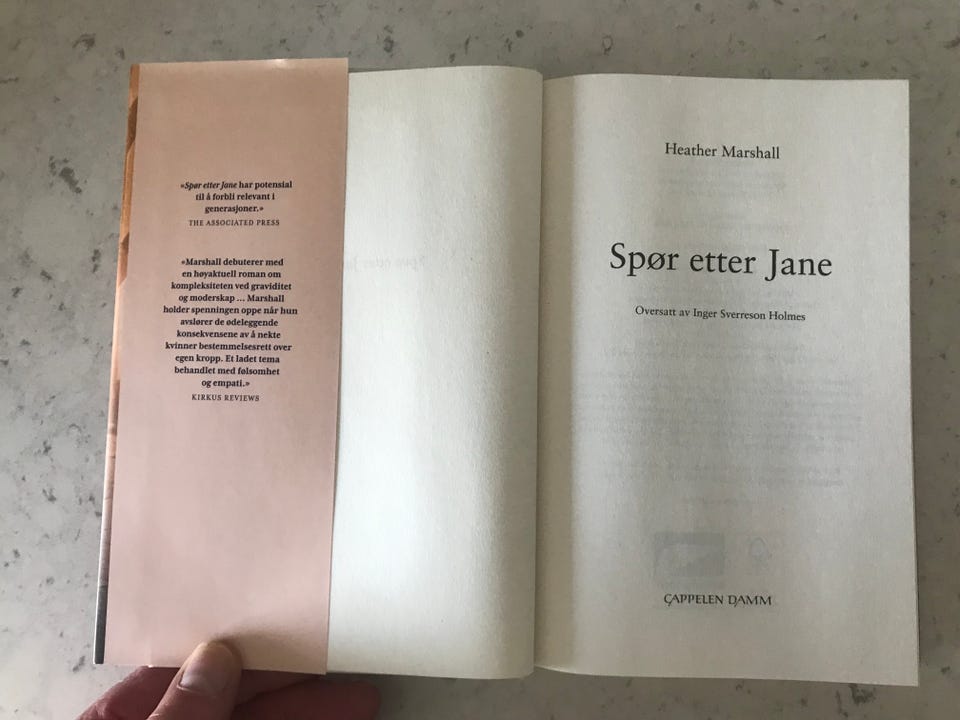 »Spør etter Jane har potensial
til å forbli relevant i
generasjoner.»
THE ASSOCIATED PRESS
»Marshall debuterer med
en høyaktuell roman om
kompleksiteten ved graviditet
og moderskap ... Marshall
holder spenningen oppe når hun
avslører de ødeleggende
konsekvensene av å nekte
kvinner bestemmelsesrett over
egen kropp. Et ladet tema
behandlet med følsomhet
og empati.»
KIRKUS REVIEWS
Heather Marshall
Spør etter Jane
Oversatt av Inger Sverreson Holmes
CAPPELEN DAMM